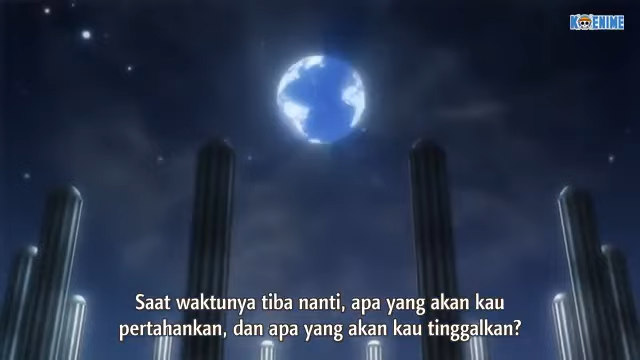 KOENIME
Saat waktunya tiba nanti, apa yang akan kau
pertahankan, dan apa yang akan kau tinggalkan?